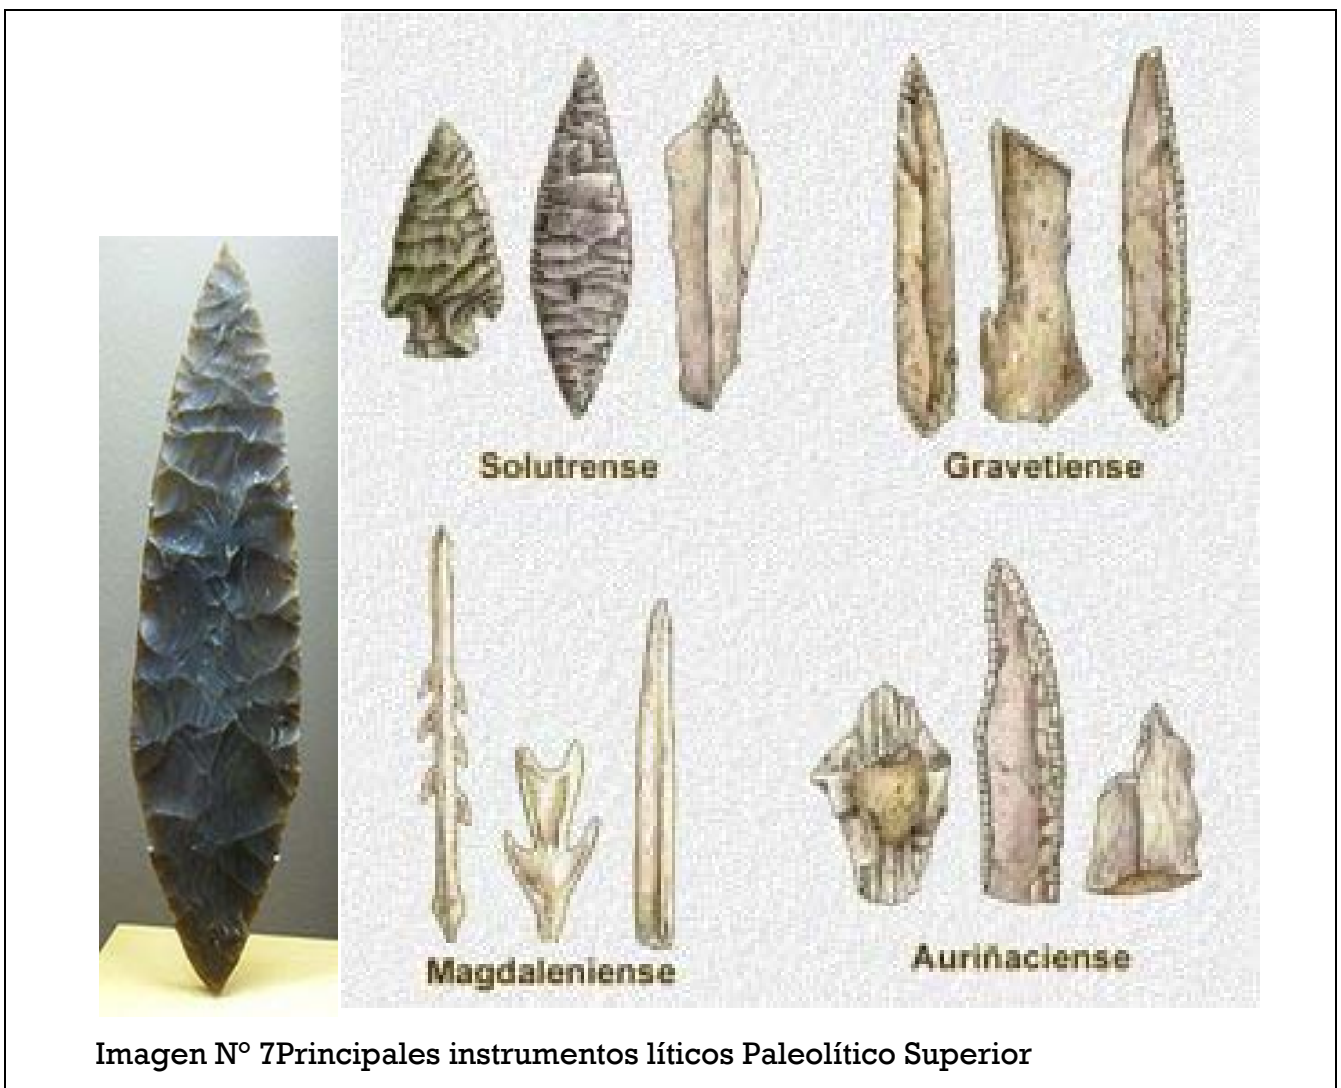 Solutrense
Gravetiense
Magdaleniense
Auriñaciense
Imagen N° 7Principales instrumentos líticos Paleolítico Superior